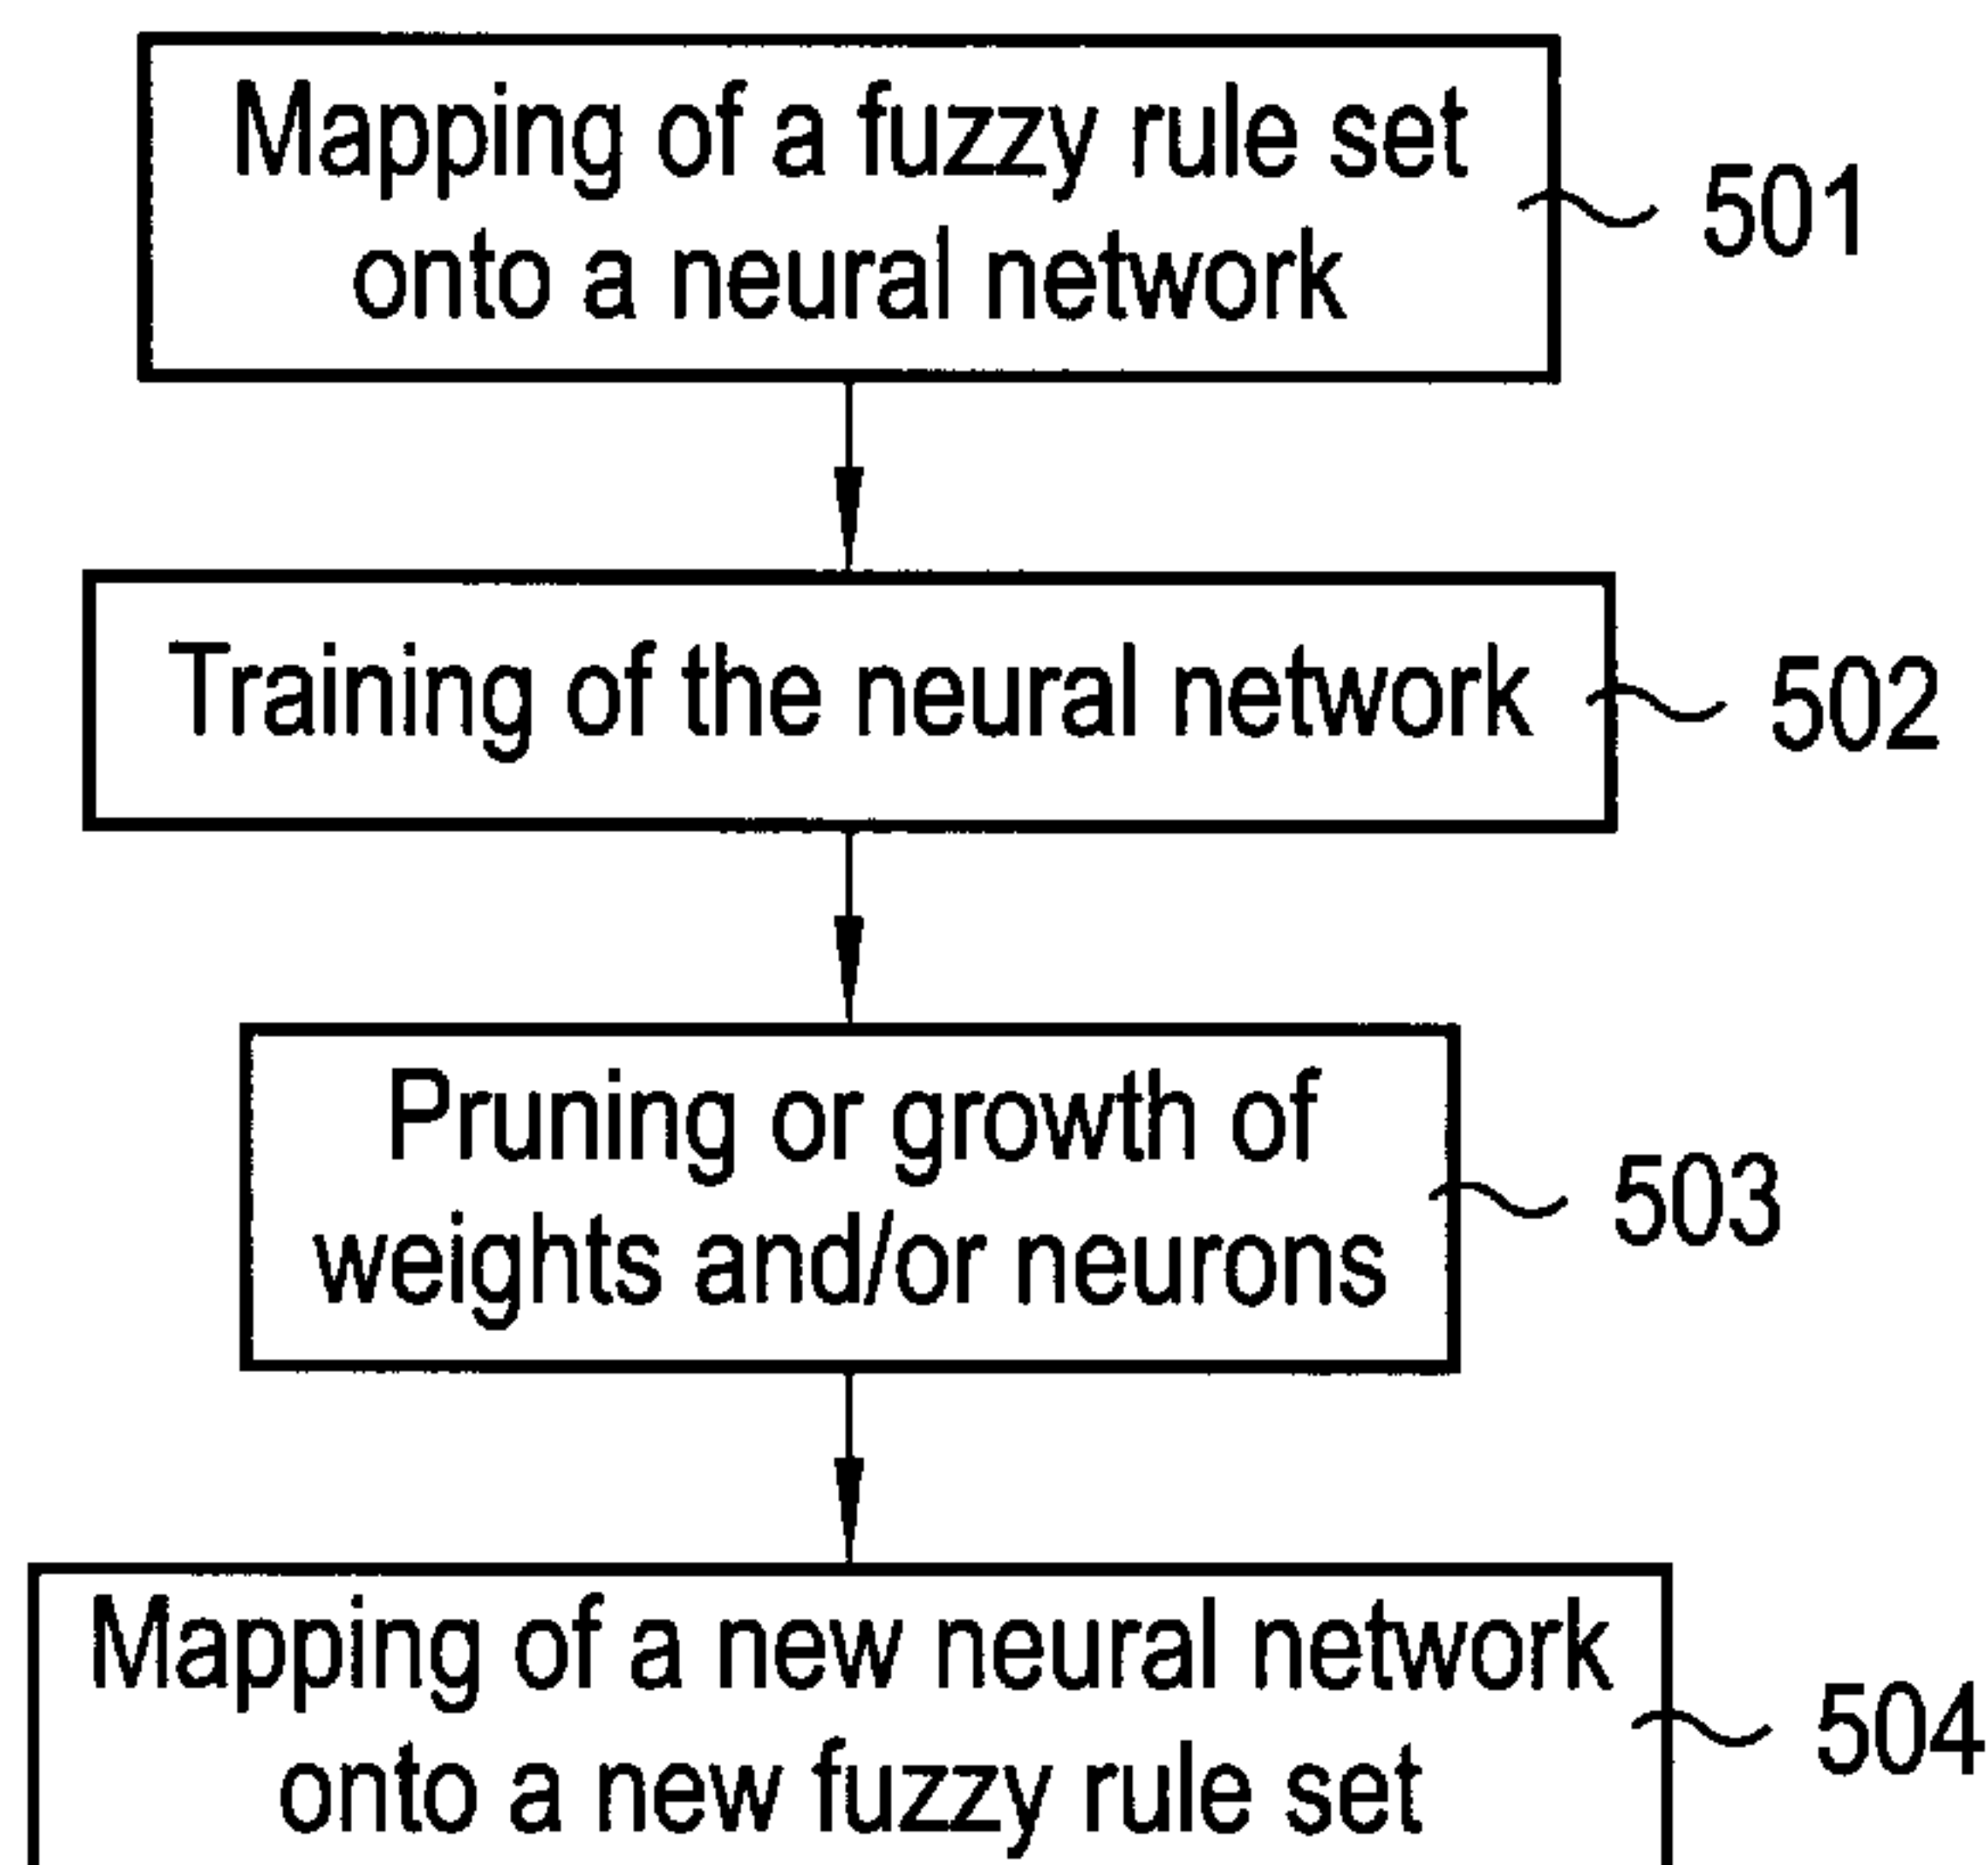 Mapping of a fuzzy rule set
onto a neural network
501
Training of the neural network
502
Pruning or growth of
weights and/or neurons
503
Mapping of a new neural network
onto a new fuzzy rule set
504